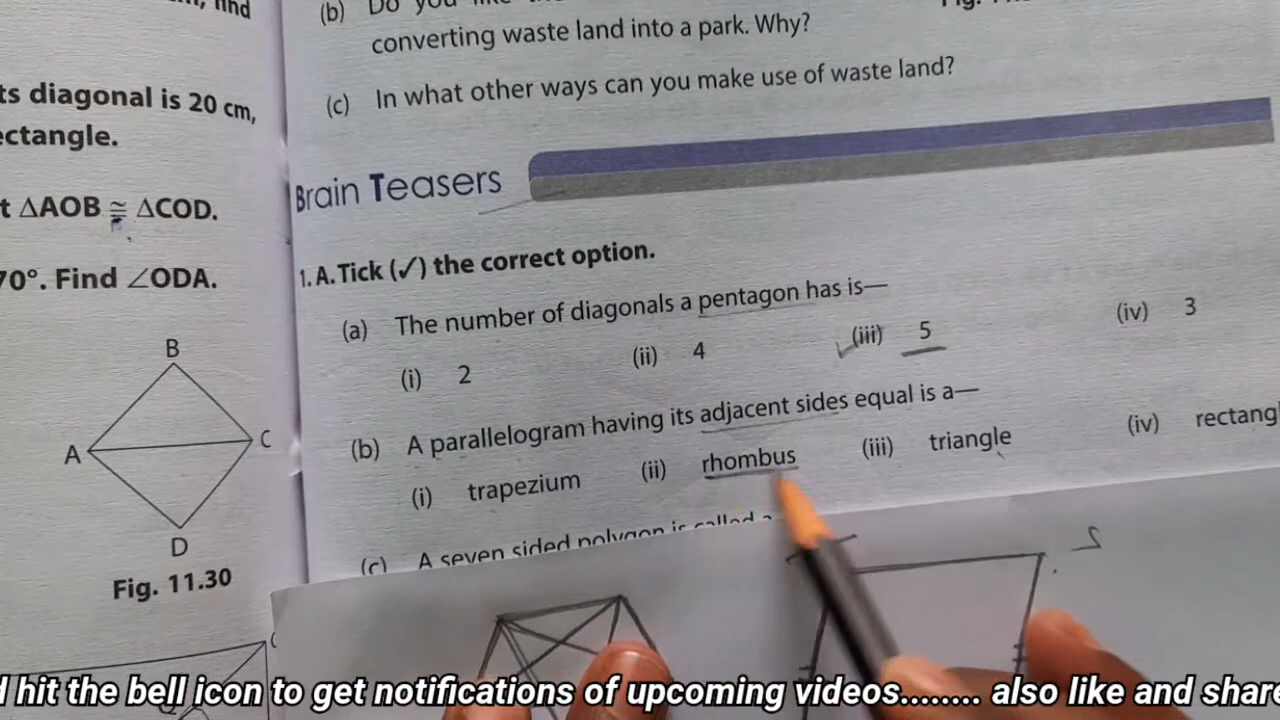 find
ts diagonal is 20 cm,
ectangle.
t ΔAOB ≅ ΔCOD.
70°. Find ∠ODA.
B
A
C
D
Fig. 11.30
(b) Do you
converting waste land into a park. Why?
(c) In what other ways can you make use of waste land?
Brain Teasers
1. A. Tick (✓) the correct option.
(a) The number of diagonals a pentagon has is—
(i) 2 (ii) 4 (iii) 5 (iv) 3
(b) A parallelogram having its adjacent sides equal is a—
(i) trapezium (ii) rhombus (iii) triangle (iv) rectangl
(c) A seven sided polygon is called a
hit the bell icon to get notifications of upcoming videos........ also like and share